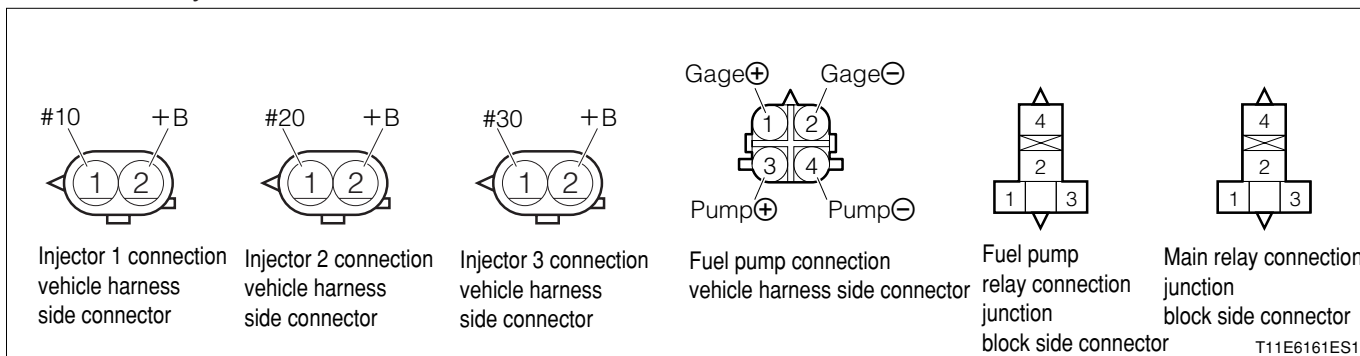 Gage⊕ Gage⊖
#10 +B #20 +B #30 +B
1 2 4 4
1 2 1 2 1 2 3 4 2 2
1 3 1 3
Pump⊕ Pump⊖
Injector 1 connection
vehicle harness
side connector
Injector 2 connection
vehicle harness
side connector
Injector 3 connection
vehicle harness
side connector
Fuel pump connection
vehicle harness side connector
Fuel pump
relay connection
junction
block side connector
Main relay connection
junction
block side connector
T11E6161ES1